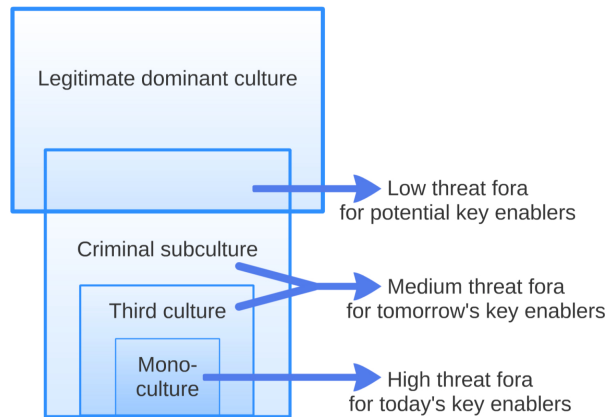 Legitimate dominant culture
Low threat fora
for potential key enablers
Criminal subculture
Medium threat fora
for tomorrow's key enablers
Third culture
Mono-
culture
High threat fora
for today's key enablers